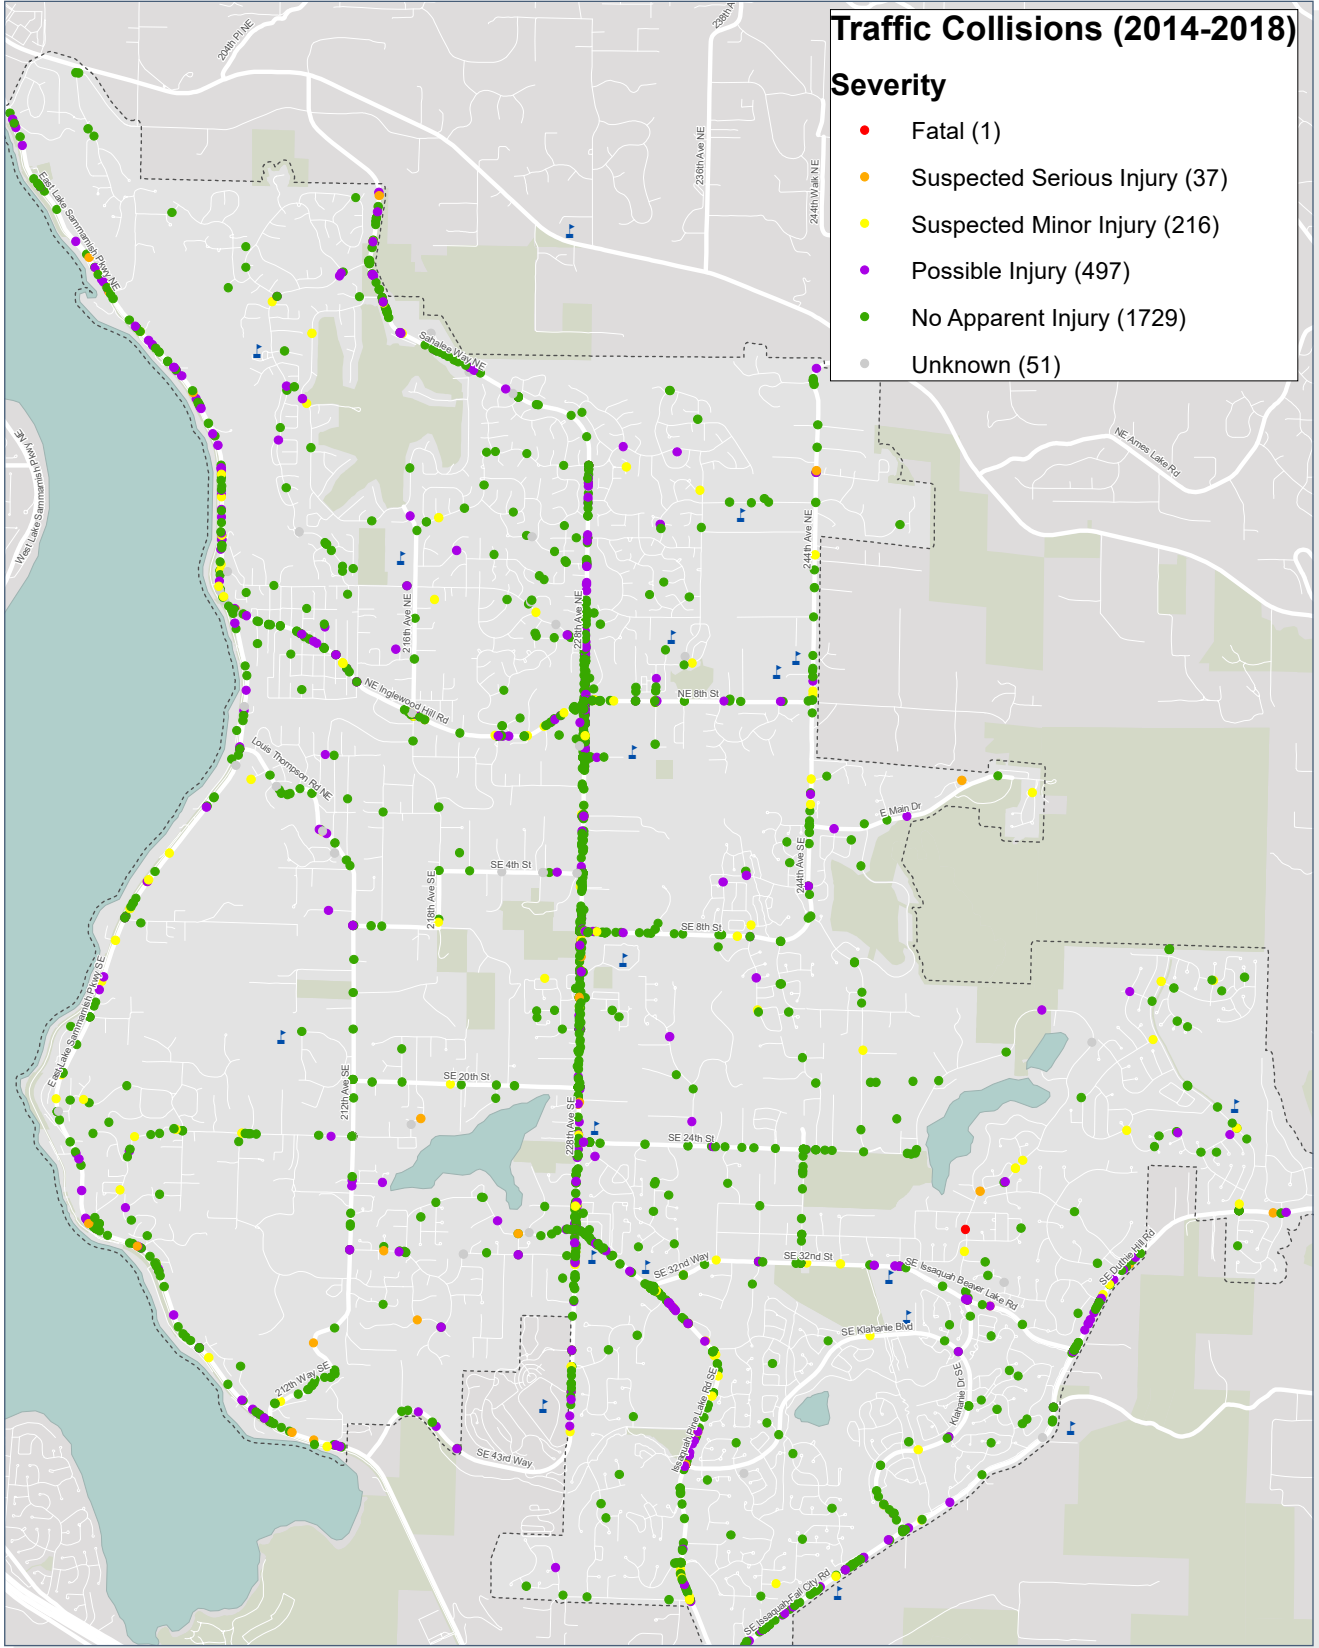 Traffic Collisions (2014-2018)
Severity
Fatal (1)
Suspected Serious Injury (37)
Suspected Minor Injury (216)
Possible Injury (497)
No Apparent Injury (1729)
Unknown (51)
204th Pl NE
238th A
236th Ave NE
244th Walk NE
East Lake Sammamish Pkwy NE
Sahalee Way NE
West Lake Sammamish Pkwy NE
NE Ames Lake Rd
244th Ave NE
216th Ave NE
228th Ave NE
NE Inglewood Hill Rd
NE 8th St
Louis Thompson Rd NE
E Main Dr
SE 4th St
244th Ave SE
218th Ave SE
SE 8th St
East Lake Sammamish Pkwy SE
SE 20th St
212th Ave SE
228th Ave SE
SE 24th St
SE 32nd Way
SE 32nd St
SE Issaquah Beaver Lake Rd
SE Duthie Hill Rd
SE Klahanie Blvd
212th Way SE
Klahanie Dr SE
Issaquah Pine Lake Rd SE
SE 43rd Way
SE Issaquah-Fall City Rd